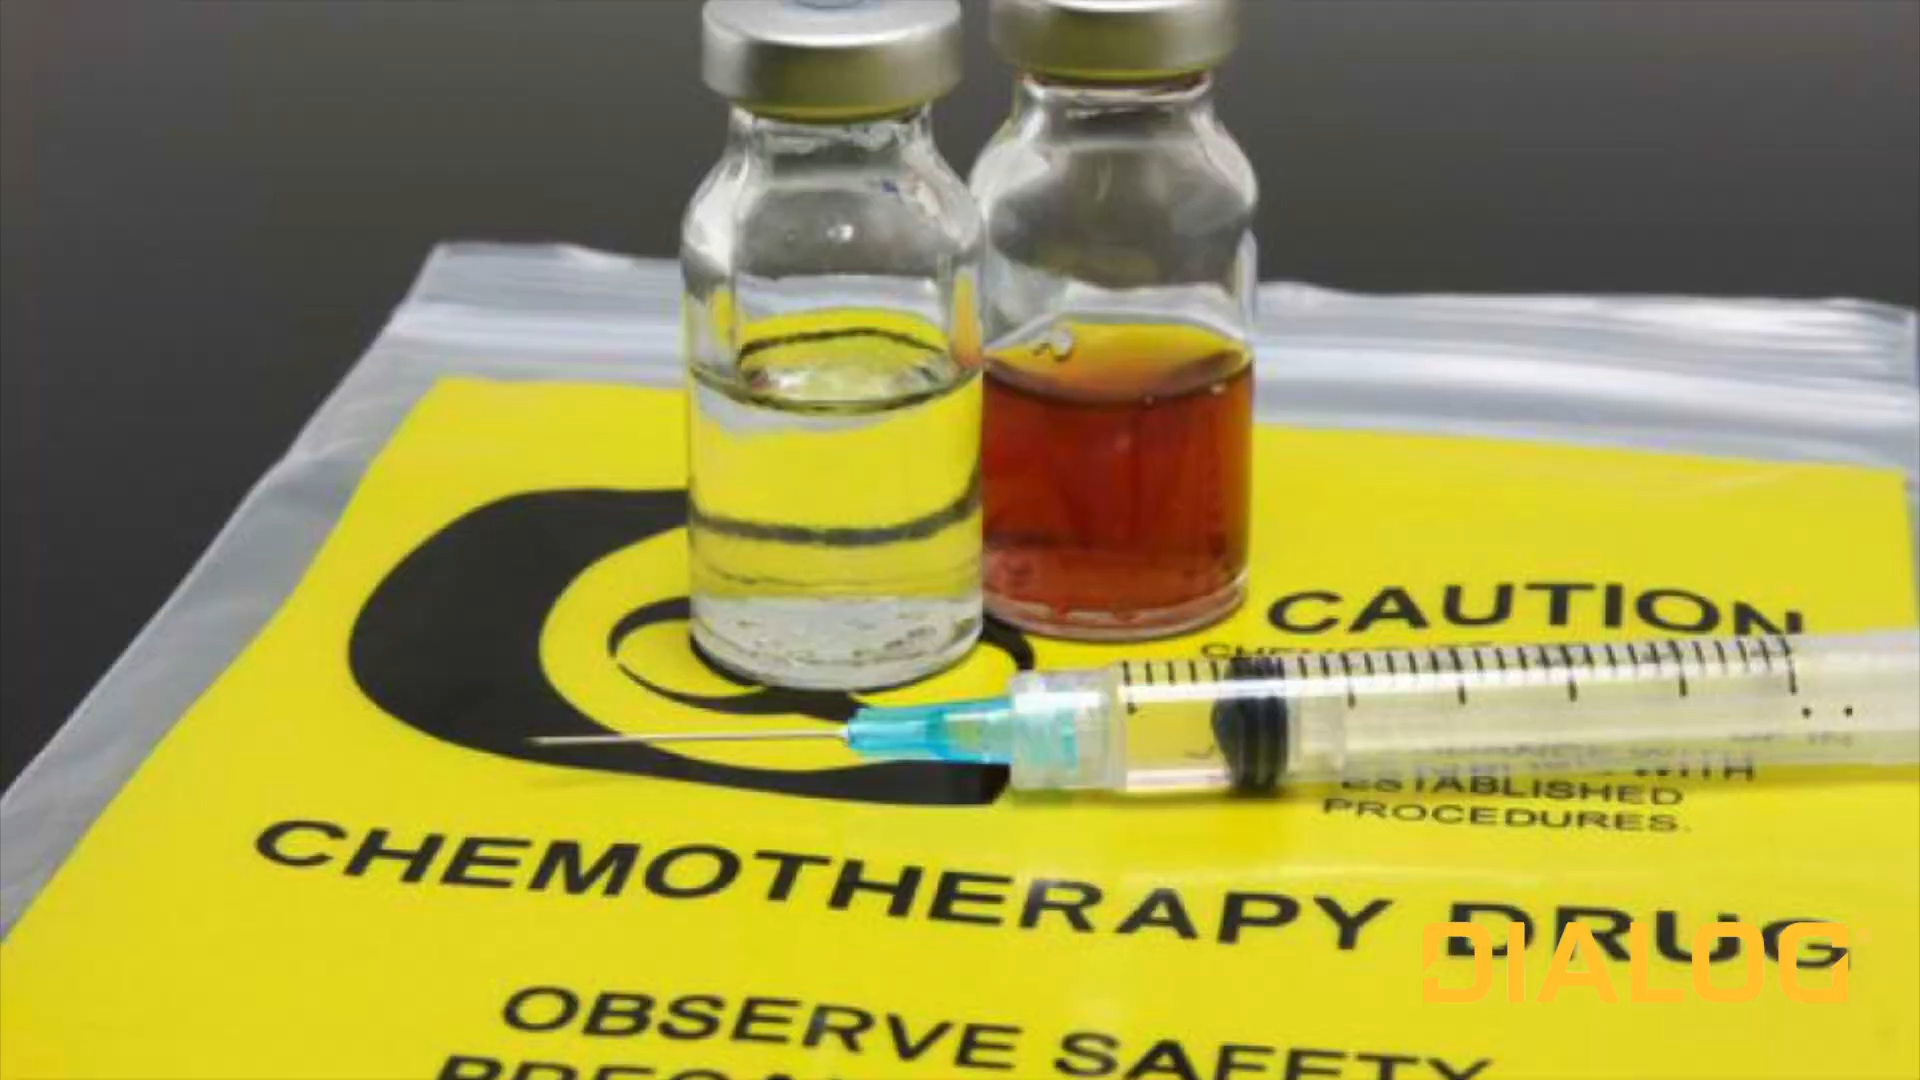 CAUTION
ESTABLISHED
PROCEDURES.
CHEMOTHERAPY DRUG
DIALOG
OBSERVE SAFETY